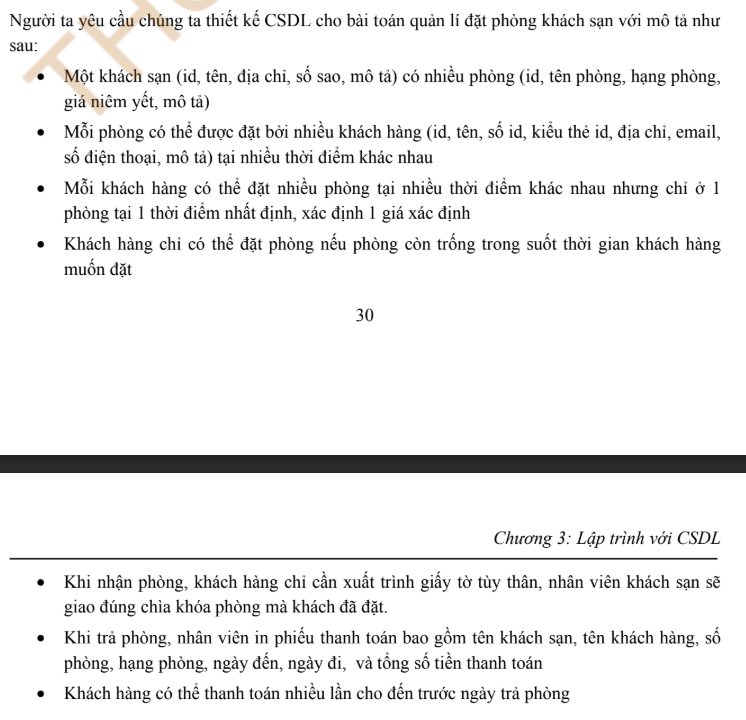 Người ta yêu cầu chúng ta thiết kế CSDL cho bài toán quản lí đặt phòng khách sạn với mô tả như
sau:
• Một khách sạn (id, tên, địa chỉ, số sao, mô tả) có nhiều phòng (id, tên phòng, hạng phòng,
giá niêm yết, mô tả)
• Mỗi phòng có thể được đặt bởi nhiều khách hàng (id, tên, số id, kiểu thẻ id, địa chỉ, email,
số điện thoại, mô tả) tại nhiều thời điểm khác nhau
• Mỗi khách hàng có thể đặt nhiều phòng tại nhiều thời điểm khác nhau nhưng chỉ ở 1
phòng tại 1 thời điểm nhất định, xác định 1 giá xác định
• Khách hàng chỉ có thể đặt phòng nếu phòng còn trống trong suốt thời gian khách hàng
muốn đặt
30
Chương 3: Lập trình với CSDL
• Khi nhận phòng, khách hàng chỉ cần xuất trình giấy tờ tùy thân, nhân viên khách sạn sẽ
giao đúng chìa khóa phòng mà khách đã đặt.
• Khi trả phòng, nhân viên in phiếu thanh toán bao gồm tên khách sạn, tên khách hàng, số
phòng, hạng phòng, ngày đến, ngày đi, và tổng số tiền thanh toán
• Khách hàng có thể thanh toán nhiều lần cho đến trước ngày trả phòng